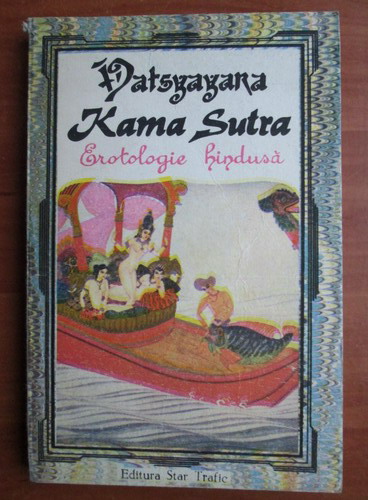 Vatsyayana
Kama Sutra
Erotologie hindusă
Editura Star Trafic